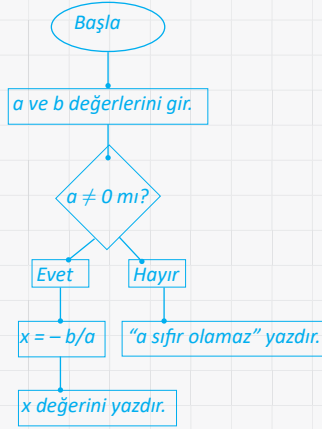 Başla
a ve b değerlerini gir.
a ≠ 0 mı?
Evet
Hayır
x = – b/a
“a sıfır olamaz” yazdır.
x değerini yazdır.